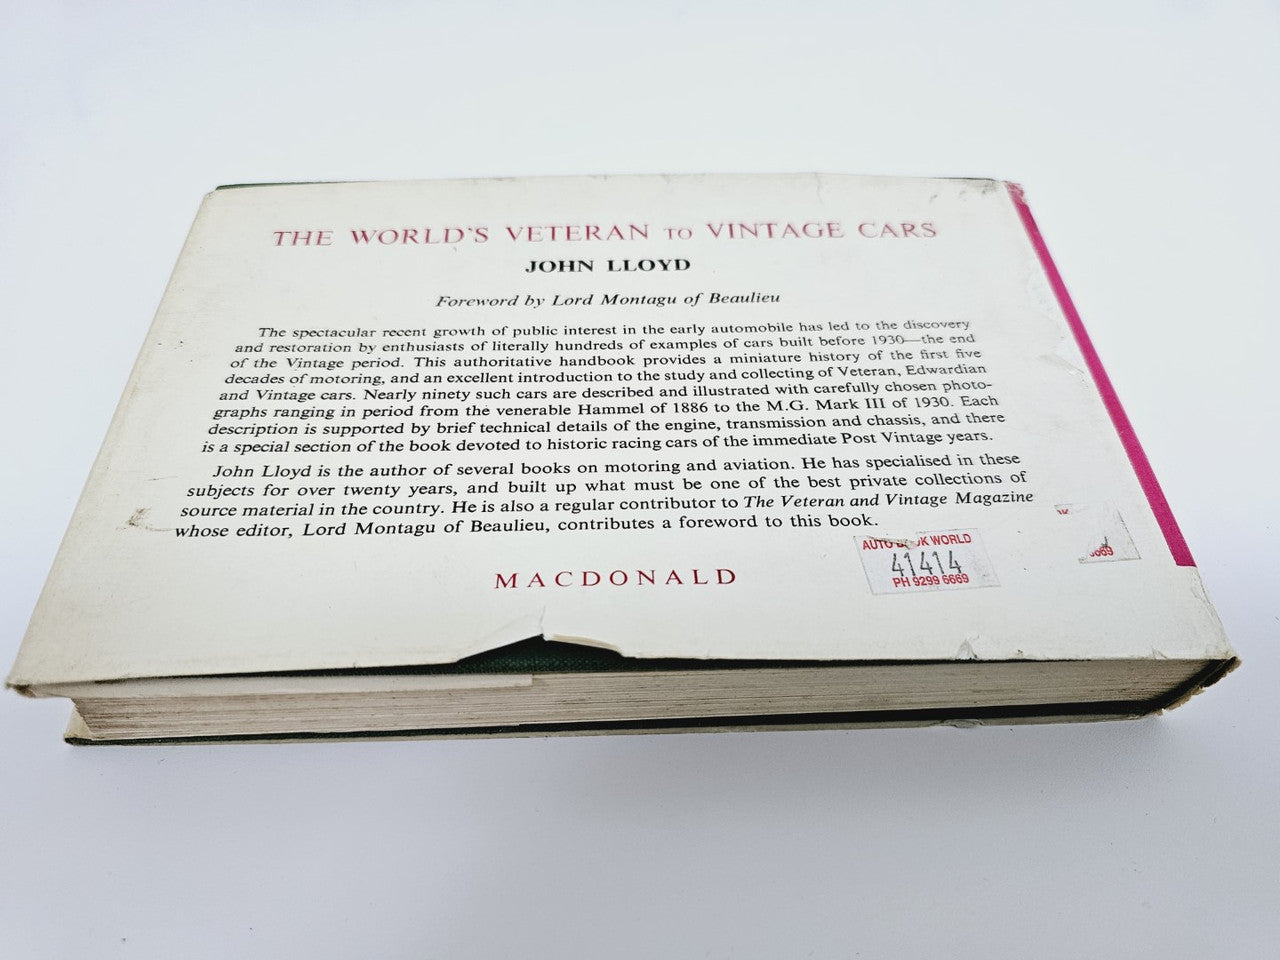 THE WORLD'S VETERAN TO VINTAGE CARS
JOHN LLOYD
Foreword by Lord Montagu of Beaulieu
The spectacular recent growth of public interest in the early automobile has led to the discovery
and restoration by enthusiasts of literally hundreds of examples of cars built before 1930—the end
of the Vintage period. This authoritative handbook provides a miniature history of the first five
decades of motoring, and an excellent introduction to the study and collecting of Veteran, Edwardian
and Vintage cars. Nearly ninety such cars are described and illustrated with carefully chosen photo-
graphs ranging in period from the venerable Hammel of 1886 to the M.G. Mark III of 1930. Each
description is supported by brief technical details of the engine, transmission and chassis, and there
is a special section of the book devoted to historic racing cars of the immediate Post Vintage years.
John Lloyd is the author of several books on motoring and aviation. He has specialised in these
subjects for over twenty years, and built up what must be one of the best private collections of
source material in the country. He is also a regular contributor to The Veteran and Vintage Magazine
whose editor, Lord Montagu of Beaulieu, contributes a foreword to this book.
MACDONALD
AUTO WORLD
41414
PH 9299 6669